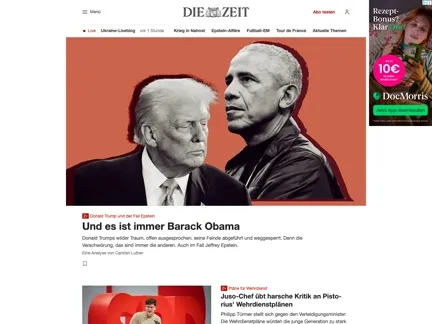 Menü
DIE ZEIT
Abo testen
Live Ukraine-Liveblog vor 1 Stunde Krieg in Nahost Epstein-Affäre Fußball-EM Tour de France Aktuelle Themen
Rezept-
Bonus?
Klar
10€
DocMorris
Jetzt App downloaden
Z+ Donald Trump und der Fall Epstein
Und es ist immer Barack Obama
Donald Trumps wilder Traum, offen ausgesprochen: seine Feinde abgeführt und weggesperrt. Denn die
Verschwörung, das sind immer die anderen. Auch im Fall Jeffrey Epstein.
Eine Analyse von Carsten Luther
Z+ Pläne für Wehrdienst
Juso-Chef übt harsche Kritik an Pisto-
rius' Wehrdienstplänen
Philipp Türmer stellt sich gegen den Verteidigungsminister:
Die Wehrdienstpläne würden die junge Generation zu stark